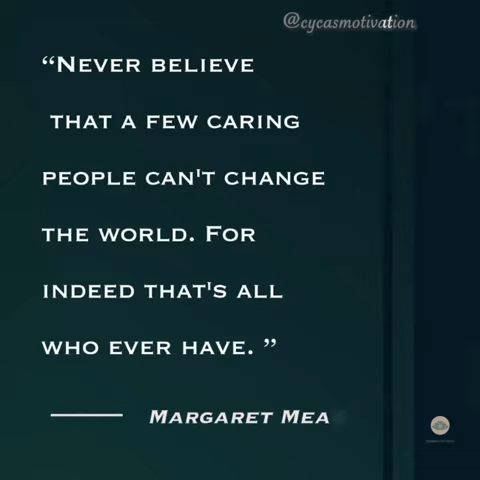 @cycasmotivation
“Never believe
that a few caring
people can't change
the world. For
indeed that's all
who ever have. ”
Margaret Mea